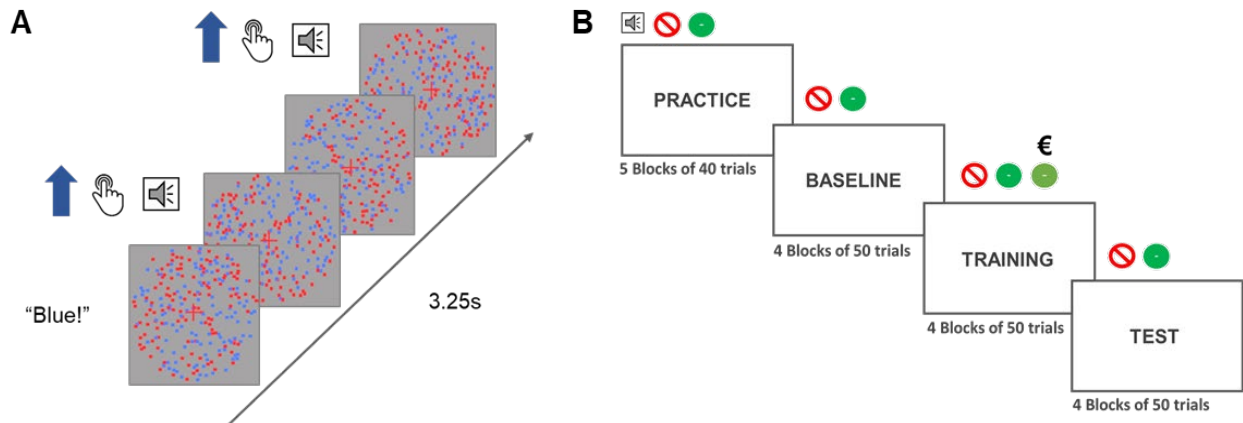 A
“Blue!”
3.25s
B
PRACTICE
5 Blocks of 40 trials
BASELINE
4 Blocks of 50 trials
€
TRAINING
4 Blocks of 50 trials
TEST
4 Blocks of 50 trials